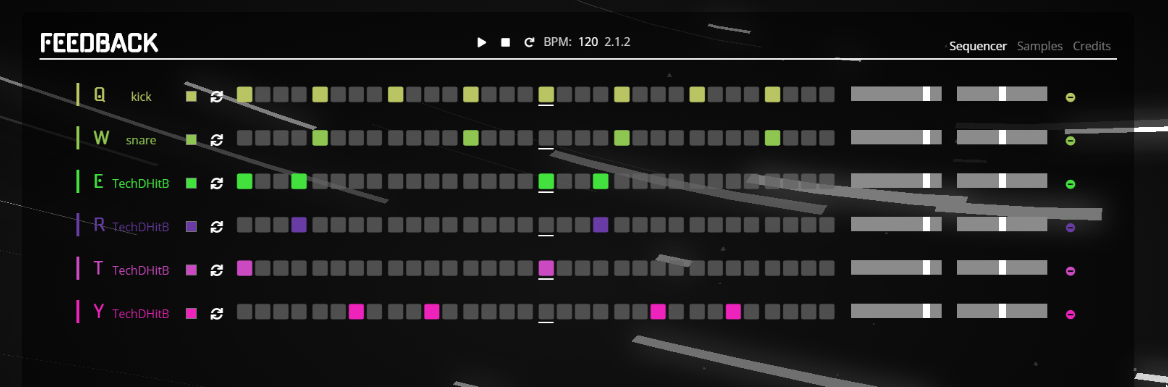 FEEDBACK
BPM: 120 2.1.2
Sequencer Samples Credits
Q kick
W snare
E TechDHitB
R TechDHitB
T TechDHitB
Y TechDHitB